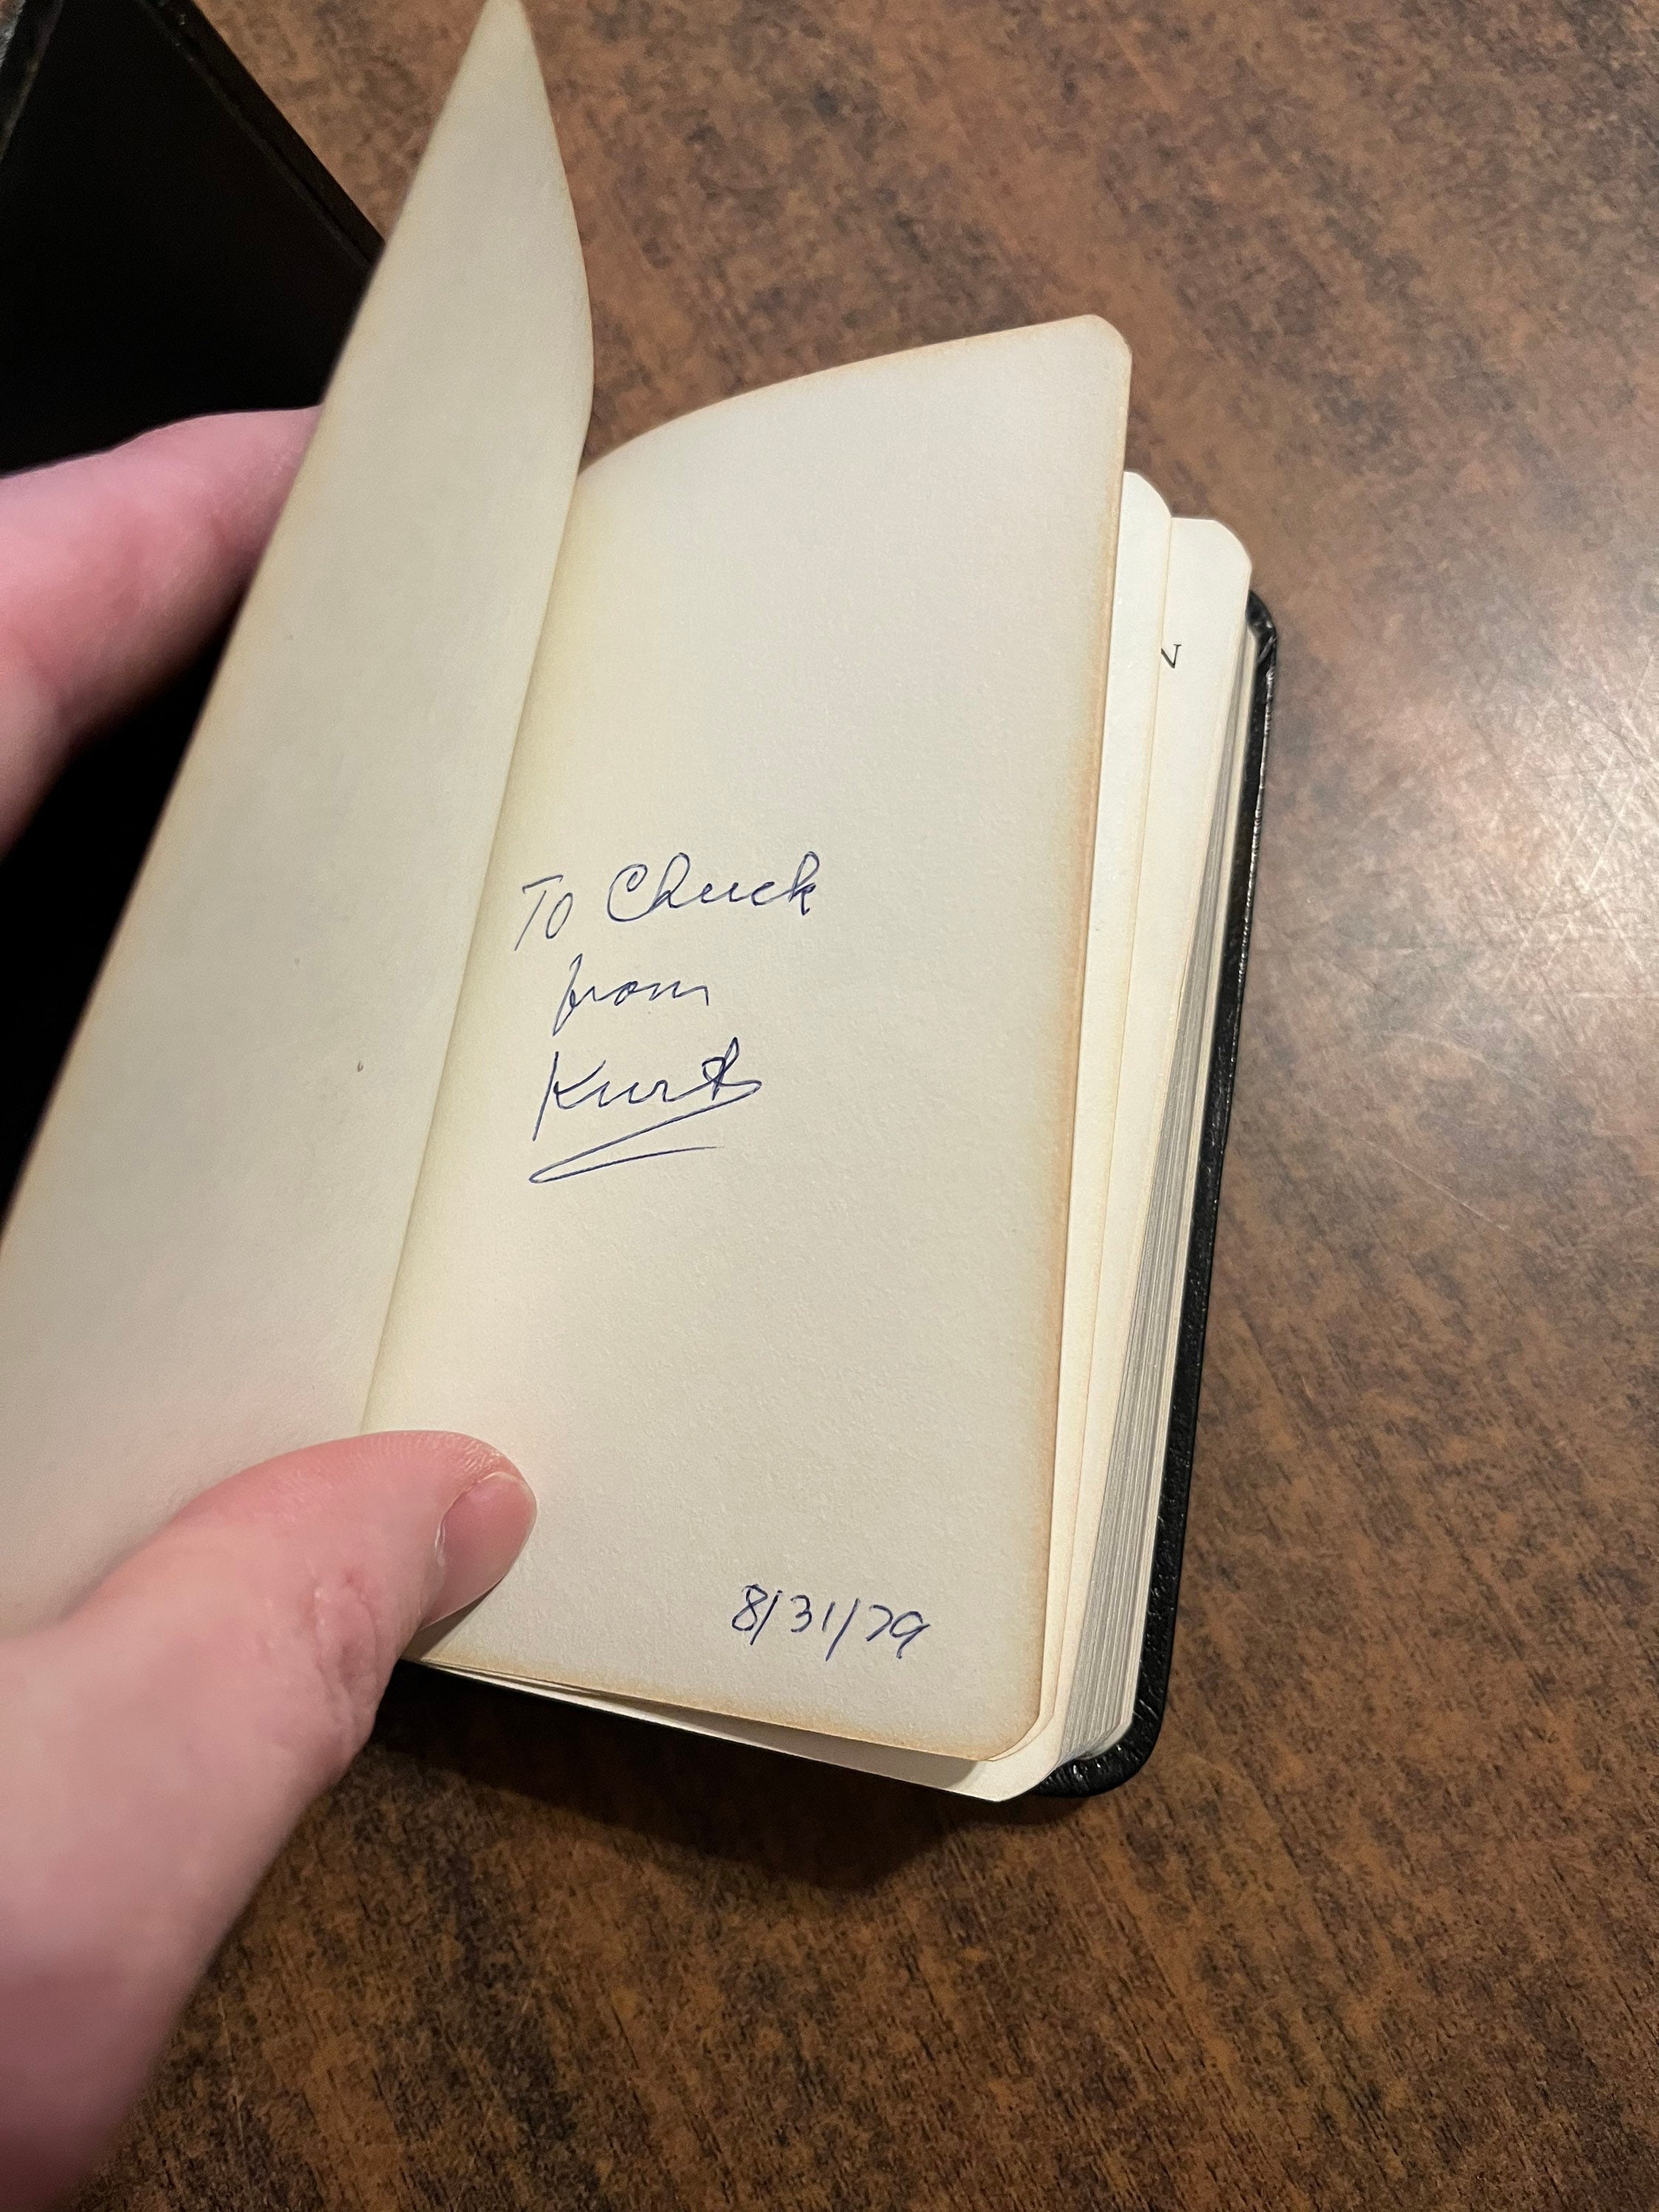 N
To Chuck
from
Kurt
8/31/79